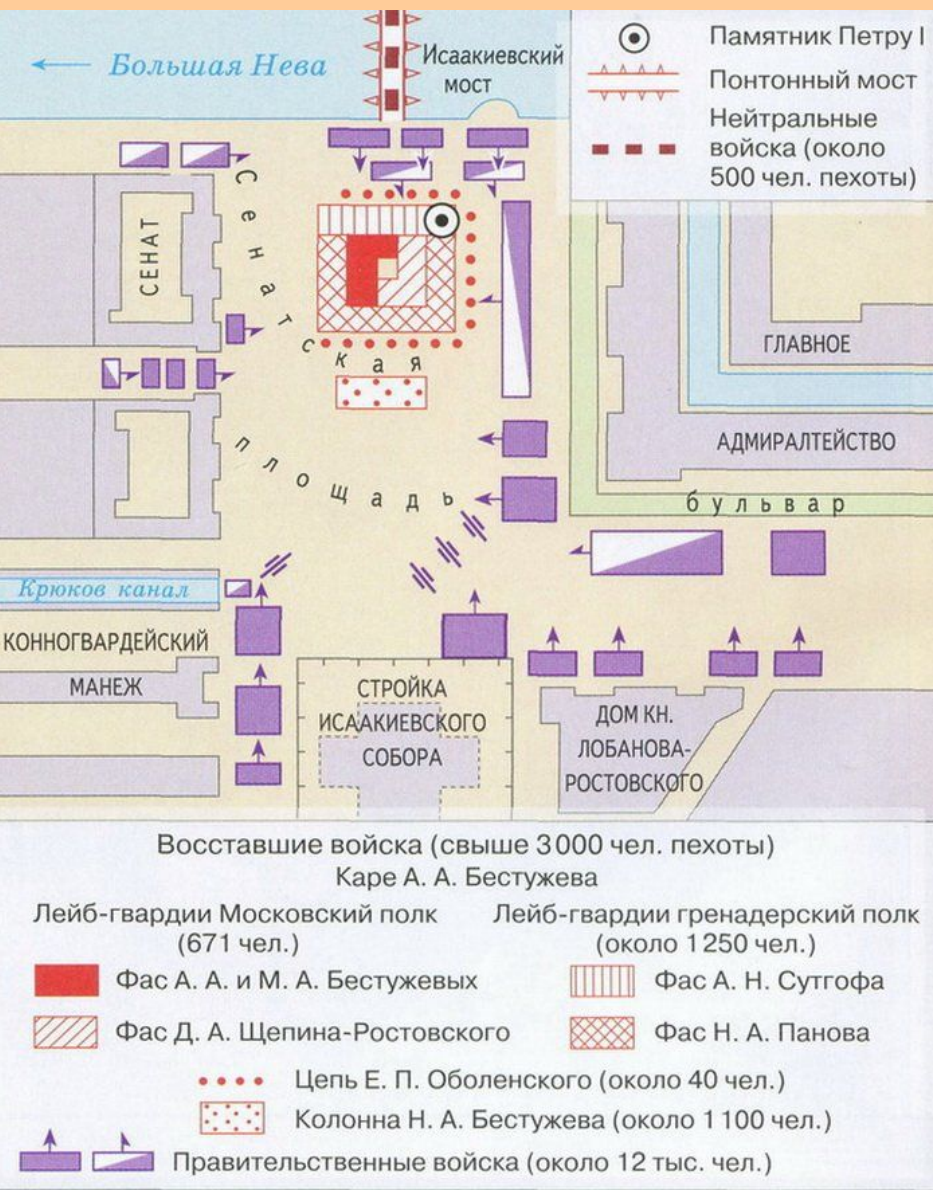 Большая Нева
Исаакиевский
мост
Памятник Петру I
Понтонный мост
Нейтральные
войска (около
500 чел. пехоты)
СЕНАТ
Сенатская
площадь
ГЛАВНОЕ
АДМИРАЛТЕЙСТВО
бульвар
Крюков канал
КОННОГВАРДЕЙСКИЙ
МАНЕЖ
СТРОЙКА
ИСААКИЕВСКОГО
СОБОРА
ДОМ КН.
ЛОБАНОВА-
РОСТОВСКОГО
Восставшие войска (свыше 3 000 чел. пехоты)
Каре А. А. Бестужева
Лейб-гвардии Московский полк
(671 чел.)
Лейб-гвардии гренадерский полк
(около 1 250 чел.)
Фас А. А. и М. А. Бестужевых
Фас А. Н. Сутгофа
Фас Д. А. Щепина-Ростовского
Фас Н. А. Панова
Цепь Е. П. Оболенского (около 40 чел.)
Колонна Н. А. Бестужева (около 1 100 чел.)
Правительственные войска (около 12 тыс. чел.)